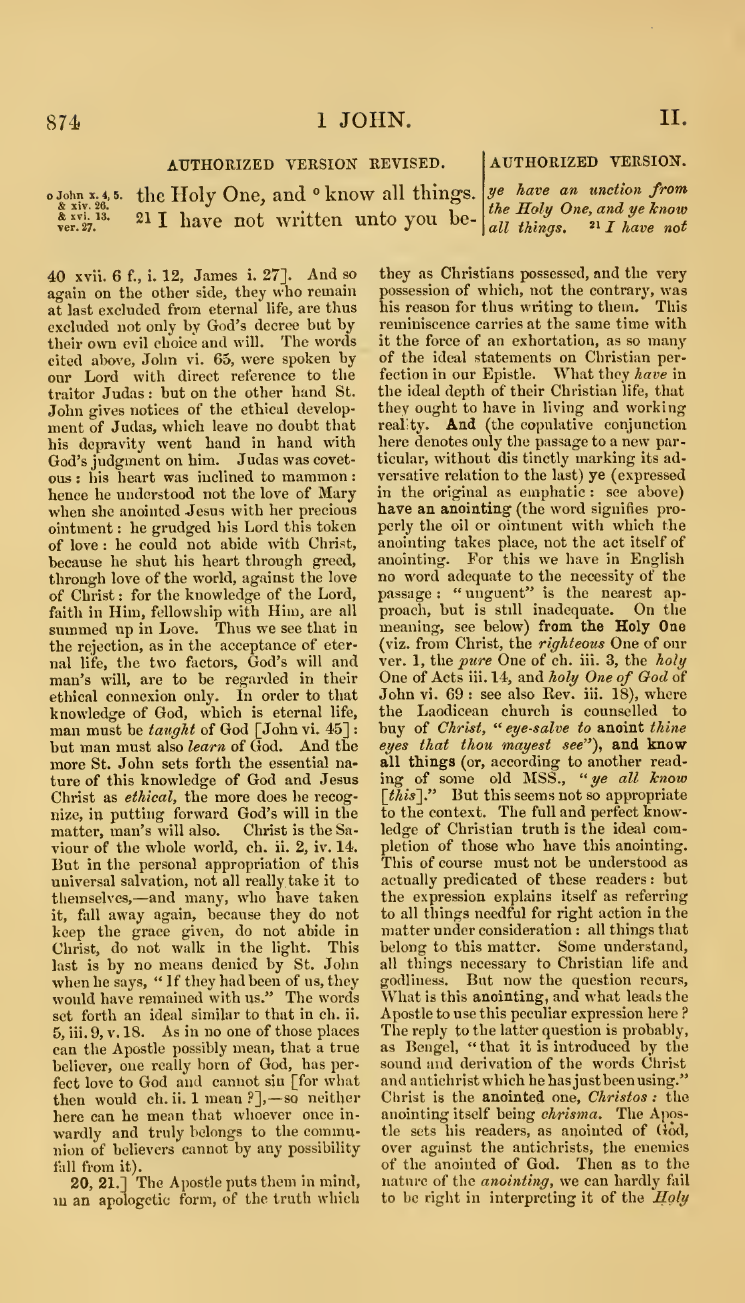 874
1 JOHN.
II.
AUTHORIZED VERSION REVISED.
o John x. 4, 5.
& xiv. 26.
& xvi. 13.
ver. 27.
the Holy One, and o know all things.
21 I have not written unto you be-
AUTHORIZED VERSION.
ye have an unction from
the Holy One, and ye know
all things. 21 I have not
40 xvii. 6 f., i. 12, James i. 27]. And so
again on the other side, they who remain
at last excluded from eternal life, are thus
excluded not only by God's decree but by
their own evil choice and will. The words
cited above, John vi. 65, were spoken by
our Lord with direct reference to the
traitor Judas : but on the other hand St.
John gives notices of the ethical develop-
ment of Judas, which leave no doubt that
his depravity went hand in hand with
God's judgment on him. Judas was covet-
ous : his heart was inclined to mammon :
hence he understood not the love of Mary
when she anointed Jesus with her precious
ointment : he grudged his Lord this token
of love : he could not abide with Christ,
because he shut his heart through greed,
through love of the world, against the love
of Christ : for the knowledge of the Lord,
faith in Him, fellowship with Him, are all
summed up in Love. Thus we see that in
the rejection, as in the acceptance of eter-
nal life, the two factors, God's will and
man's will, are to be regarded in their
ethical connexion only. In order to that
knowledge of God, which is eternal life,
man must be taught of God [John vi. 45] :
but man must also learn of God. And the
more St. John sets forth the essential na-
ture of this knowledge of God and Jesus
Christ as ethical, the more does he recog-
nize, in putting forward God's will in the
matter, man's will also. Christ is the Sa-
viour of the whole world, ch. ii. 2, iv. 14.
But in the personal appropriation of this
universal salvation, not all really take it to
themselves,—and many, who have taken
it, fall away again, because they do not
keep the grace given, do not abide in
Christ, do not walk in the light. This
last is by no means denied by St. John
when he says, " If they had been of us, they
would have remained with us." The words
set forth an ideal similar to that in ch. ii.
5, iii. 9, v. 18. As in no one of those places
can the Apostle possibly mean, that a true
believer, one really born of God, has per-
fect love to God and cannot sin [for what
then would ch. ii. 1 mean ?],—so neither
here can he mean that whoever once in-
wardly and truly belongs to the commu-
nion of believers cannot by any possibility
fall from it).
20, 21.] The Apostle puts them in mind,
in an apologetic form, of the truth which
they as Christians possessed, and the very
possession of which, not the contrary, was
his reason for thus writing to them. This
reminiscence carries at the same time with
it the force of an exhortation, as so many
of the ideal statements on Christian per-
fection in our Epistle. What they have in
the ideal depth of their Christian life, that
they ought to have in living and working
reality. And (the copulative conjunction
here denotes only the passage to a new par-
ticular, without dis tinctly marking its ad-
versative relation to the last) ye (expressed
in the original as emphatic : see above)
have an anointing (the word signifies pro-
perly the oil or ointment with which the
anointing takes place, not the act itself of
anointing. For this we have in English
no word adequate to the necessity of the
passage : " unguent" is the nearest ap-
proach, but is still inadequate. On the
meaning, see below) from the Holy One
(viz. from Christ, the righteous One of our
ver. 1, the pure One of ch. iii. 3, the holy
One of Acts iii. 14, and holy One of God of
John vi. 69 : see also Rev. iii. 18), where
the Laodicean church is counselled to
buy of Christ, " eye-salve to anoint thine
eyes that thou mayest see"), and know
all things (or, according to another read-
ing of some old MSS., " ye all know
[this]." But this seems not so appropriate
to the context. The full and perfect know-
ledge of Christian truth is the ideal com-
pletion of those who have this anointing.
This of course must not be understood as
actually predicated of these readers : but
the expression explains itself as referring
to all things needful for right action in the
matter under consideration : all things that
belong to this matter. Some understand,
all things necessary to Christian life and
godliness. But now the question recurs,
What is this anointing, and what leads the
Apostle to use this peculiar expression here ?
The reply to the latter question is probably,
as Bengel, " that it is introduced by the
sound and derivation of the words Christ
and antichrist which he has just been using."
Christ is the anointed one, Christos : the
anointing itself being chrisma. The Apos-
tle sets his readers, as anointed of God,
over against the antichrists, the enemies
of the anointed of God. Then as to the
nature of the anointing, we can hardly fail
to be right in interpreting it of the Holy